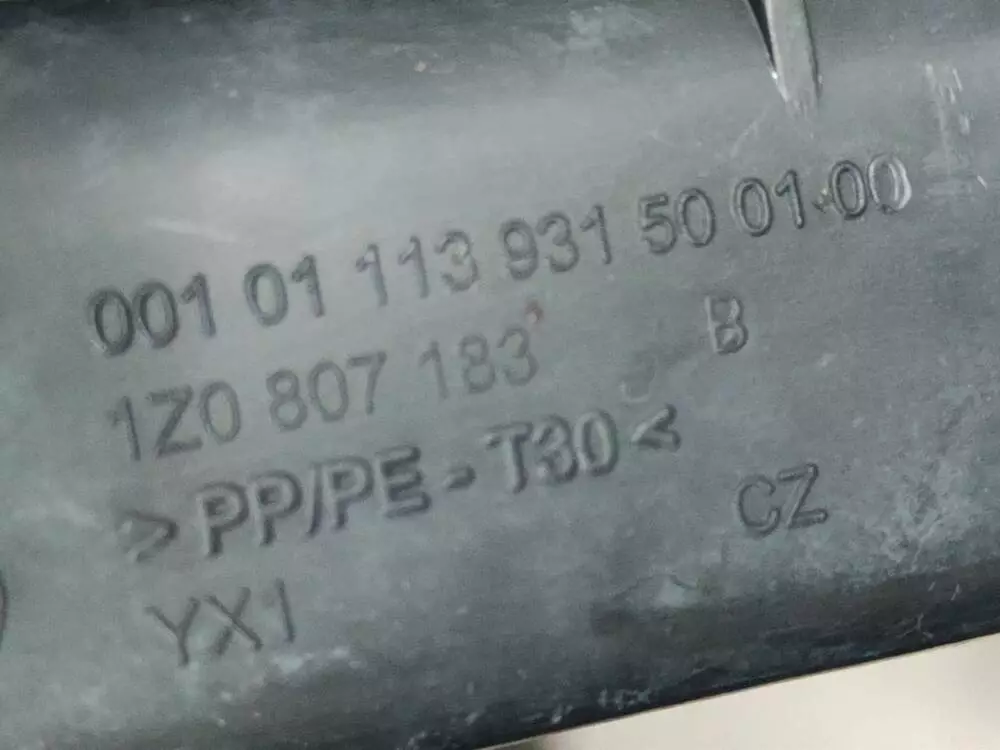 001 01 113 931 50 01.00
1Z0 807 183 B
>PP/PE-T30<
CZ
YX1